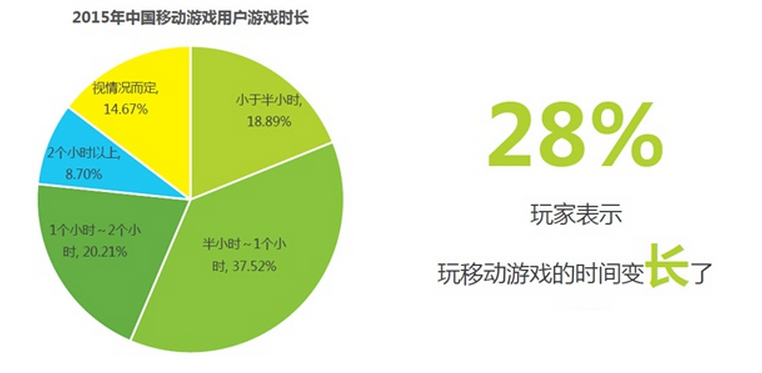 2015年中国移动游戏用户游戏时长
视情况而定,
14.67%
小于半小时,
18.89%
2个小时以上,
8.70%
1个小时～2个小
时, 20.21%
半小时～1个小
时, 37.52%
28%
玩家表示
玩移动游戏的时间变长了